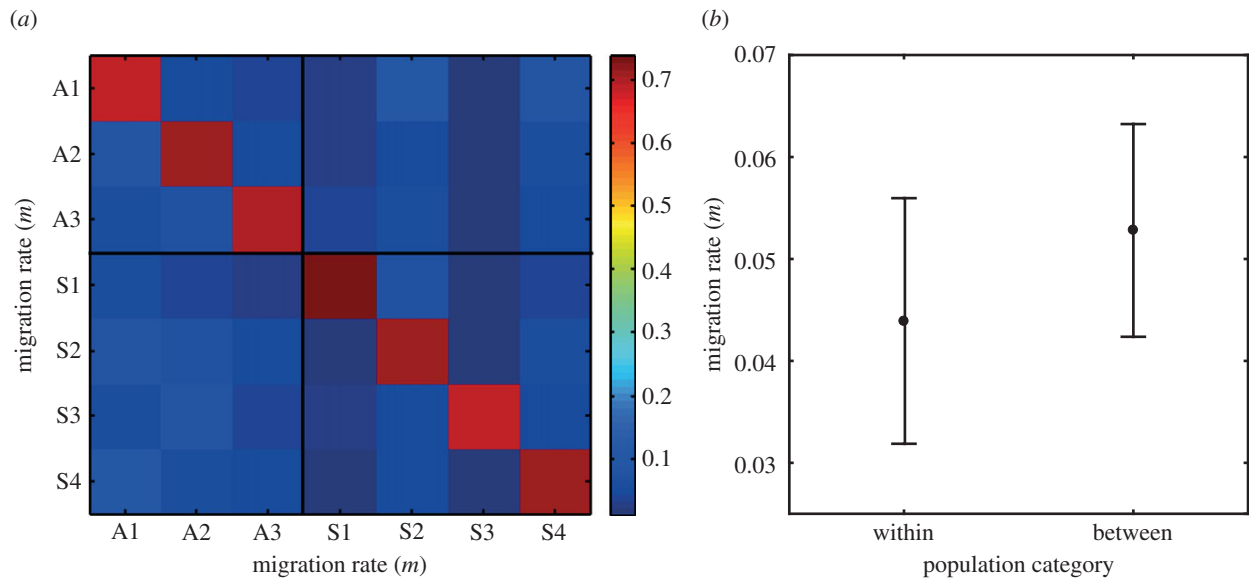 (a)
(b)
A1
A2
A3
S1
S2
S3
S4
migration rate (m)
A1 A2 A3 S1 S2 S3 S4
migration rate (m)
0.7
0.6
0.5
0.4
0.3
0.2
0.1
0.07
0.06
0.05
0.04
0.03
migration rate (m)
within between
population category